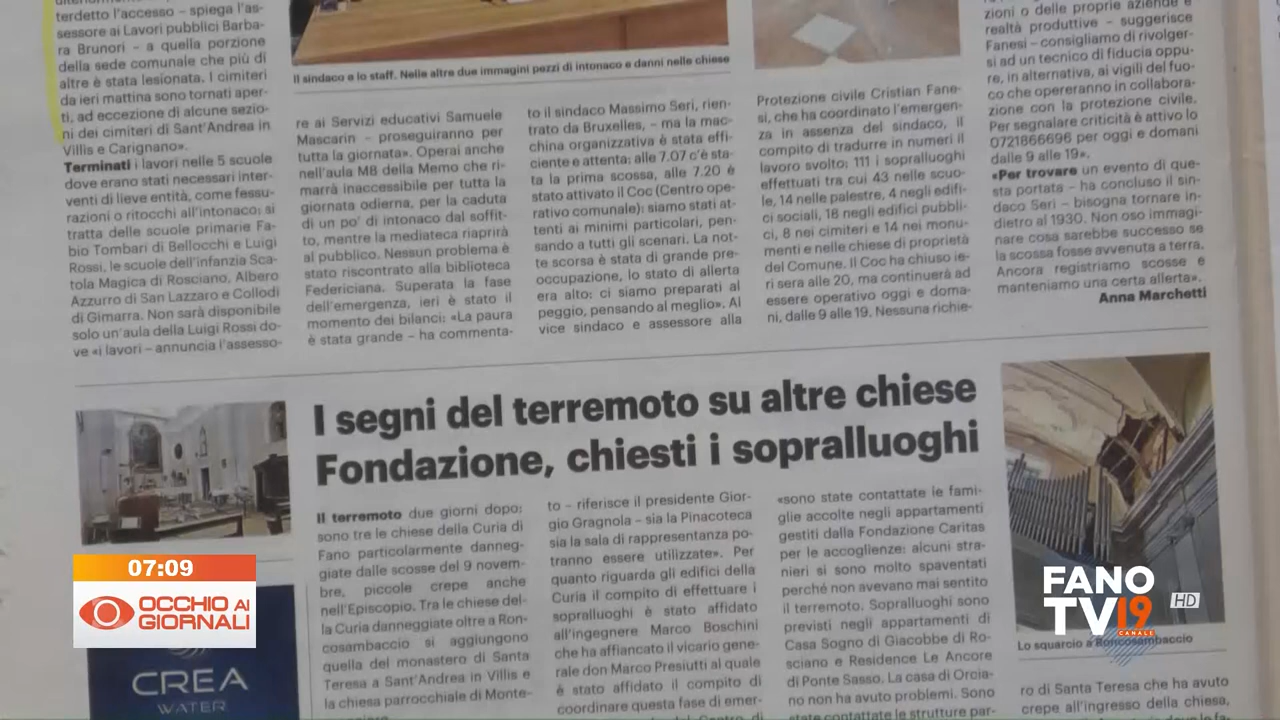 terdetto l'accesso – spiega l'as-
sessore ai Lavori pubblici Barba-
ra Brunori – a quella porzione
della sede comunale che più di
altre è stata lesionata. I cimiteri
da ieri mattina sono tornati aper-
ti, ad eccezione di alcune sezio-
ni dei cimiteri di Sant'Andrea in
Villis e Carignano».
Terminati i lavori nelle 5 scuole
dove erano stati necessari inter-
venti di lieve entità, come fessu-
razioni o ritocchi all'intonaco: si
tratta delle scuole primarie Fa-
bio Tombari di Bellocchi e Luigi
Rossi, le scuole dell'infanzia Sca-
tola Magica di Rosciano, Albero
Azzurro di San Lazzaro e Collodi
di Gimarra. Non sarà disponibile
solo un'aula della Luigi Rossi do-
ve «i lavori – annuncia l'assesso-
Il sindaco e lo staff. Nelle altre due immagini pezzi di intonaco e danni nelle chiese
re ai Servizi educativi Samuele
Mascarin – proseguiranno per
tutta la giornata». Operai anche
nell'aula M8 della Memo che ri-
marrà inaccessibile per tutta la
giornata odierna, per la caduta
di un po' di intonaco dal soffit-
to, mentre la mediateca riaprirà
al pubblico. Nessun problema è
stato riscontrato alla biblioteca
Federiciana. Superata la fase
dell'emergenza, ieri è stato il
momento dei bilanci: «La paura
è stata grande – ha commenta-
to il sindaco Massimo Seri, rien-
trato da Bruxelles, – ma la mac-
china organizzativa è stata effi-
ciente e attenta: alle 7.07 c'è sta-
ta la prima scossa, alle 7.20 è
stato attivato il Coc (Centro ope-
rativo comunale): siamo stati at-
tenti ai minimi particolari, pen-
sando a tutti gli scenari. La not-
te scorsa è stata di grande pre-
occupazione, lo stato di allerta
era alto: ci siamo preparati al
peggio, pensando al meglio». Al
vice sindaco e assessore alla
Protezione civile Cristian Fane-
si, che ha coordinato l'emergen-
za in assenza del sindaco, il
compito di tradurre in numeri il
lavoro svolto: 111 i sopralluoghi
effettuati tra cui 43 nelle scuo-
le, 14 nelle palestre, 4 negli edifi-
ci sociali, 18 negli edifici pubbli-
ci, 8 nei cimiteri e 14 nei monu-
menti e nelle chiese di proprietà
del Comune. Il Coc ha chiuso ie-
ri sera alle 20, ma continuerà ad
essere operativo oggi e doma-
ni, dalle 9 alle 19. Nessuna richie-
zioni o delle proprie aziende e
realtà produttive – suggerisce
Fanesi – consigliamo di rivolger-
si ad un tecnico di fiducia oppu-
re, in alternativa, ai vigili del fuo-
co che opereranno in collabora-
zione con la protezione civile.
Per segnalare criticità è attivo lo
0721866696 per oggi e domani
dalle 9 alle 19».
«Per trovare un evento di que-
sta portata – ha concluso il sin-
daco Seri – bisogna tornare in-
dietro al 1930. Non oso immagi-
nare cosa sarebbe successo se
la scossa fosse avvenuta a terra.
Ancora registriamo scosse e
manteniamo una certa allerta».
Anna Marchetti
I segni del terremoto su altre chiese
Fondazione, chiesti i sopralluoghi
Il terremoto due giorni dopo:
sono tre le chiese della Curia di
Fano particolarmente danneg-
giate dalle scosse del 9 novem-
bre, piccole crepe anche
nell'Episcopio. Tra le chiese del-
la Curia danneggiate oltre a Ron-
cosambaccio si aggiungono
quella del monastero di Santa
Teresa a Sant'Andrea in Villis e
la chiesa parrocchiale di Monte-
to – riferisce il presidente Gior-
gio Gragnola – sia la Pinacoteca
sia la sala di rappresentanza po-
tranno essere utilizzate». Per
quanto riguarda gli edifici della
Curia il compito di effettuare i
sopralluoghi è stato affidato
all'ingegnere Marco Boschini
che ha affiancato il vicario gene-
rale don Marco Presiutti al quale
è stato affidato il compito di
coordinare questa fase di emer-
«sono state contattate le fami-
glie accolte negli appartamenti
gestiti dalla Fondazione Caritas
per le accoglienze: alcuni stra-
nieri si sono molto spaventati
perché non avevano mai sentito
il terremoto. Sopralluoghi sono
previsti negli appartamenti di
Casa Sogno di Giacobbe di Ro-
sciano e Residence Le Ancore
di Ponte Sasso. La casa di Orcia-
no non ha avuto problemi. Sono
state contattate le strutture par-
Lo squarcio a Roncosambaccio
ro di Santa Teresa che ha avuto
crepe all'ingresso della chiesa,
07:09
OCCHIO AI
GIORNALI
CREA
WATER
FANO
TV19
CANALE
HD